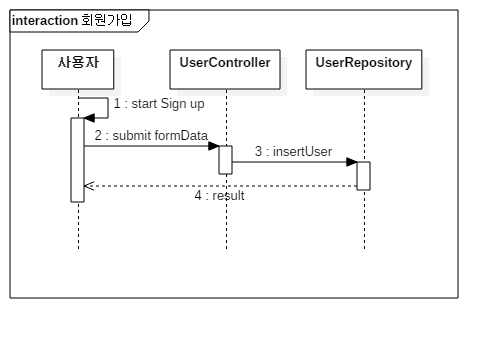 interaction 회원가입
사용자
UserController
UserRepository
1 : start Sign up
2 : submit formData
3 : insertUser
4 : result